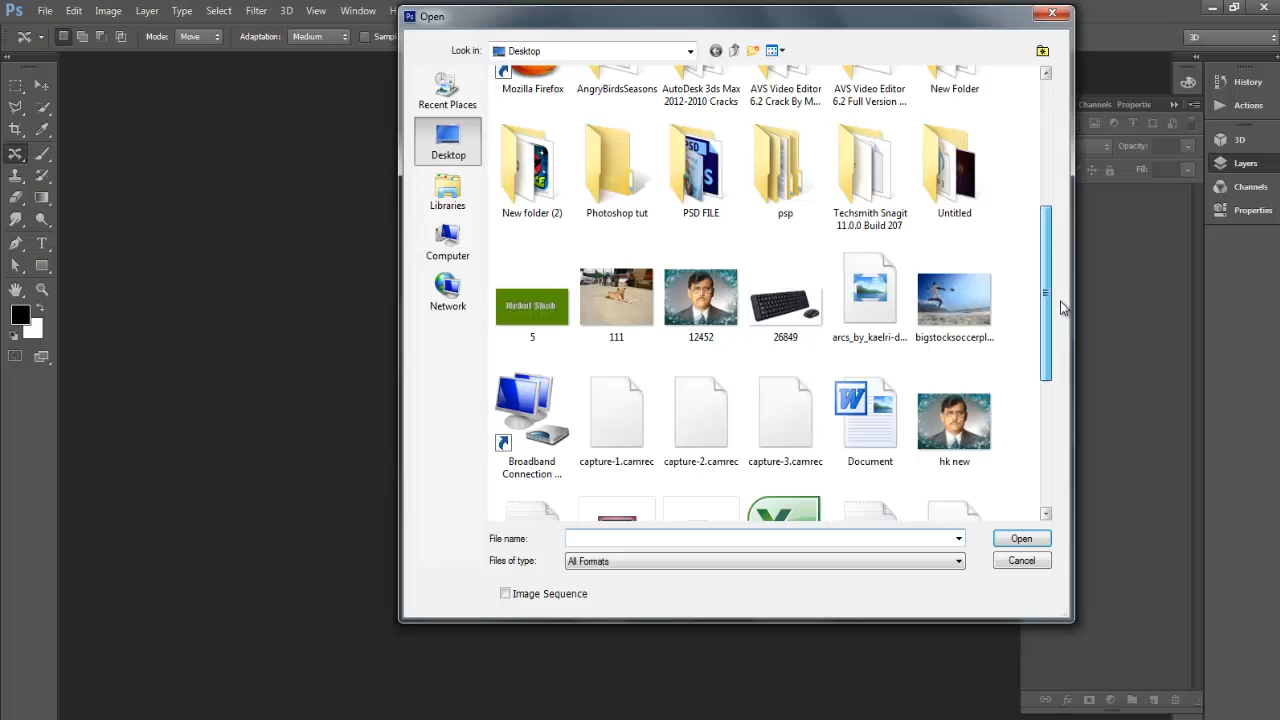 Ps File Edit Image Layer Type Select Filter 3D View Window
Ps Open
Mode: Move Adaptation: Medium
3D
Look in: Desktop
Recent Places
Desktop
Libraries
Computer
Network
Mozilla Firefox AngryBirdsSeasons AutoDesk 3ds Max AVS Video Editor AVS Video Editor New Folder
2012-2010 Cracks 6.2 Crack By M... 6.2 Full Version ...
New folder (2) Photoshop tut PSD FILE psp Techsmith Snagit Untitled
11.0.0 Build 207
5 111 12452 26849 arcs_by_kaelri-d... bigstocksoccerpl...
Broadband capture-1.camrec capture-2.camrec capture-3.camrec Document hk new
Connection ...
File name: Open
Files of type: All Formats Cancel
Image Sequence
Channels Propertie
Opacity:
Fill:
History
Actions
3D
Layers
Channels
Properties